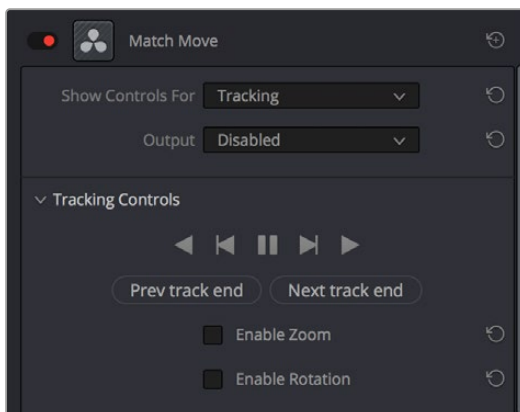 Match Move
Show Controls For Tracking
Output Disabled
Tracking Controls
Prev track end Next track end
Enable Zoom
Enable Rotation